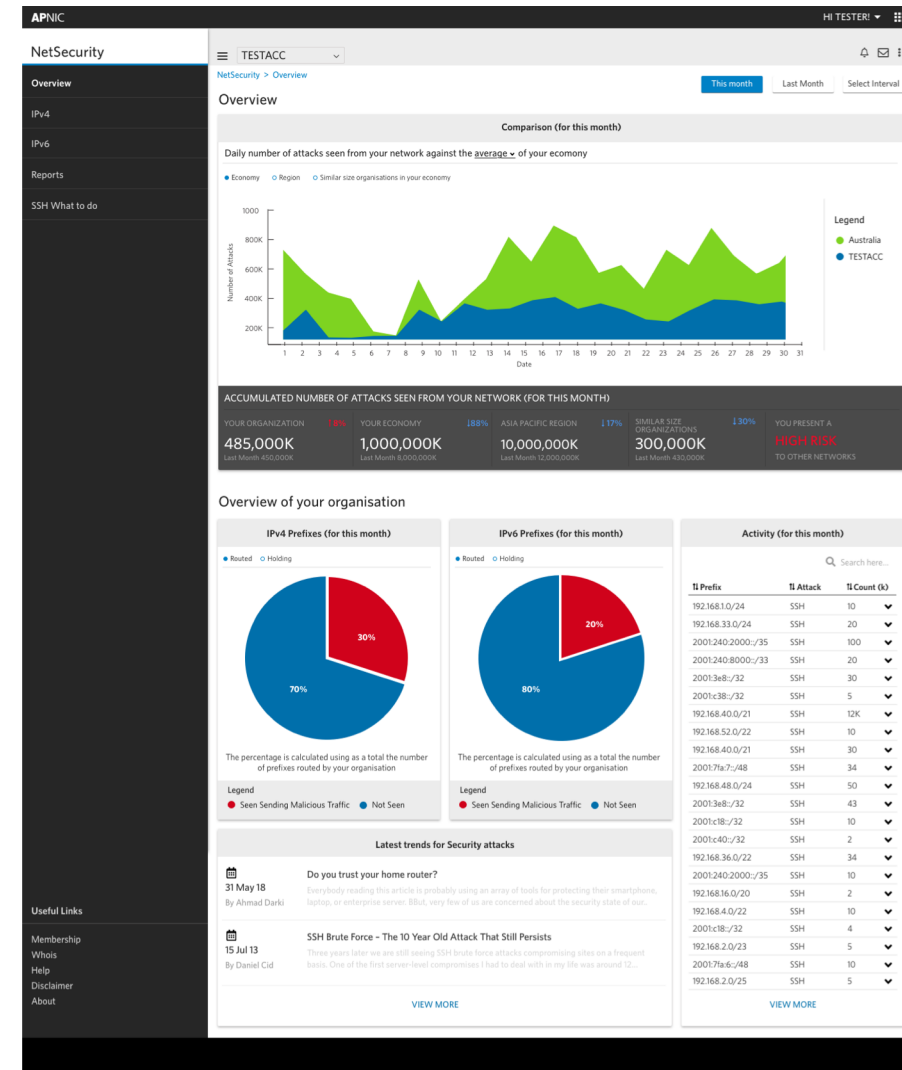 APNIC
HI TESTER!
NetSecurity
TESTACC
Overview
IPv4
IPv6
Reports
SSH What to do
NetSecurity > Overview
This month
Last Month
Select Interval
Overview
Comparison (for this month)
Daily number of attacks seen from your network against the average of your ecomony
Economy
Region
Similar size organisations in your economy
1000
800K
600K
400K
200K
Number of Attacks
1 2 3 4 5 6 7 8 9 10 11 12 13 14 15 16 17 18 19 20 21 22 23 24 25 26 27 28 29 30 31
Date
Legend
Australia
TESTACC
ACCUMULATED NUMBER OF ATTACKS SEEN FROM YOUR NETWORK (FOR THIS MONTH)
YOUR ORGANIZATION
485,000K
Last Month 450,000K
YOUR ECONOMY ↓88%
1,000,000K
Last Month 8,000,000K
ASIA PACIFIC REGION ↓17%
10,000,000K
Last Month 12,000,000K
SIMILAR SIZE ↓30%
ORGANIZATIONS
300,000K
Last Month 430,000K
YOU PRESENT A
HIGH RISK
TO OTHER NETWORKS
Overview of your organisation
IPv4 Prefixes (for this month)
Routed Holding
30%
70%
The percentage is calculated using as a total the number
of prefixes routed by your organisation
Legend
Seen Sending Malicious Traffic Not Seen
IPv6 Prefixes (for this month)
Routed Holding
20%
80%
The percentage is calculated using as a total the number
of prefixes routed by your organisation
Legend
Seen Sending Malicious Traffic Not Seen
Activity (for this month)
Search here...
Prefix Attack Count (k)
192.168.1.0/24 SSH 10
192.168.33.0/24 SSH 20
2001:240:2000::/35 SSH 100
2001:240:8000::/33 SSH 20
2001:3e8::/32 SSH 30
2001:c38::/32 SSH 5
192.168.40.0/21 SSH 12K
192.168.52.0/22 SSH 10
192.168.40.0/21 SSH 30
2001:7fa:7::/48 SSH 34
192.168.48.0/24 SSH 50
2001:3e8::/32 SSH 43
2001:c18::/32 SSH 10
2001:c40::/32 SSH 2
192.168.36.0/22 SSH 34
2001:240:2000::/35 SSH 10
192.168.16.0/20 SSH 2
192.168.4.0/22 SSH 10
2001:c18::/32 SSH 4
192.168.2.0/23 SSH 5
2001:7fa:6::/48 SSH 10
192.168.2.0/25 SSH 5
VIEW MORE
Latest trends for Security attacks
31 May 18
By Ahmad Darki
Do you trust your home router?
Everybody reading this article is probably using an array of tools for protecting their smartphone,
laptop, or enterprise server. BBut, very few of us are concerned about the security state of our..
15 Jul 13
By Daniel Cid
SSH Brute Force – The 10 Year Old Attack That Still Persists
Three years later we are still seeing SSH brute force attacks compromising sites on a frequent
basis. One of the first server-level compromises I had to deal with in my life was around 12...
VIEW MORE
Useful Links
Membership
Whois
Help
Disclaimer
About